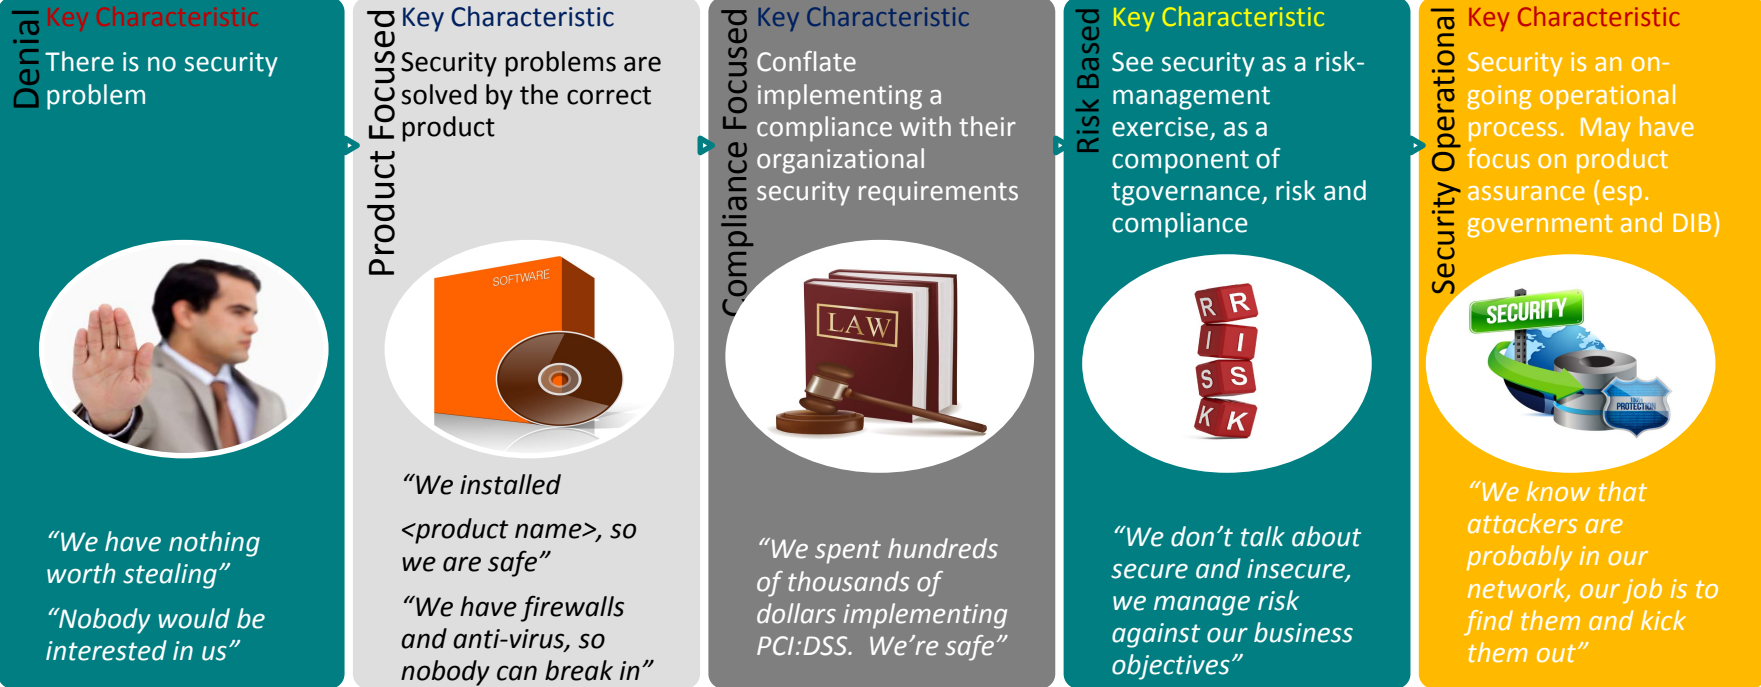 Denial
Key Characteristic
There is no security
problem
“We have nothing
worth stealing”
“Nobody would be
interested in us”
Product Focused
Key Characteristic
Security problems are
solved by the correct
product
SOFTWARE
“We installed
<product name>, so
we are safe”
“We have firewalls
and anti-virus, so
nobody can break in”
Compliance Focused
Key Characteristic
Conflate
implementing a
compliance with their
organizational
security requirements
LAW
“We spent hundreds
of thousands of
dollars implementing
PCI:DSS.  We’re safe”
Risk Based
Key Characteristic
See security as a risk-
management
exercise, as a
component of
tgovernance, risk and
compliance
R R
I I
S S
K K
“We don’t talk about
secure and insecure,
we manage risk
against our business
objectives”
Security Operational
Key Characteristic
Security is an on-
going operational
process.  May have
focus on product
assurance (esp.
government and DIB)
SECURITY
PROTECTION
“We know that
attackers are
probably in our
network, our job is to
find them and kick
them out”